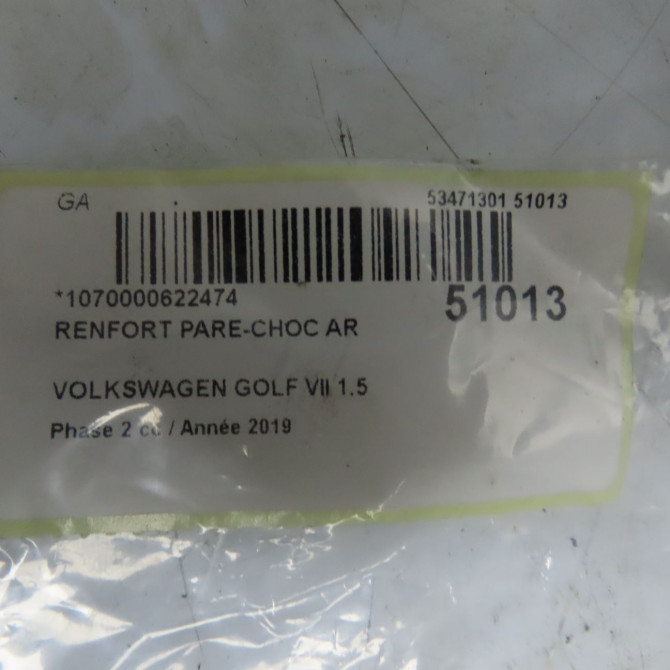 GA
53471301 51013
*1070000622474
51013
RENFORT PARE-CHOC AR
VOLKSWAGEN GOLF VII 1.5
Phase 2 cc / Année 2019